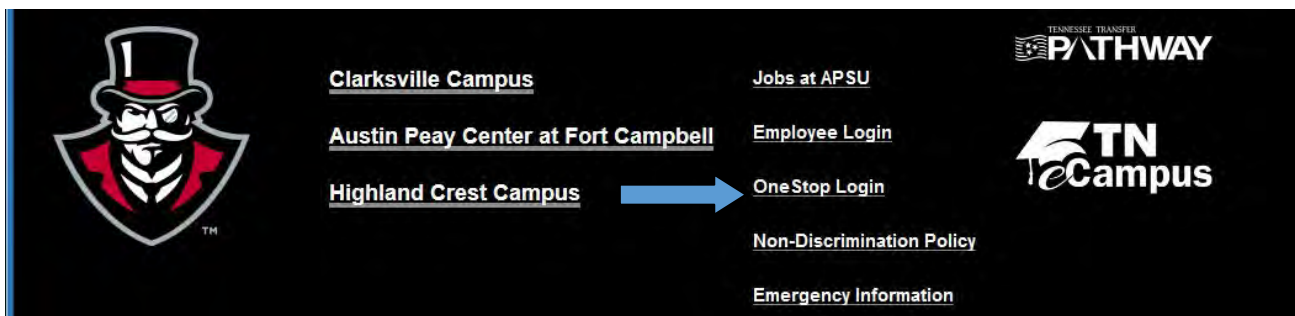 TM
Clarksville Campus
Austin Peay Center at Fort Campbell
Highland Crest Campus
Jobs at APSU
Employee Login
OneStop Login
Non-Discrimination Policy
Emergency Information
TENNESSEE TRANSFER
PATHWAY
TN
eCampus